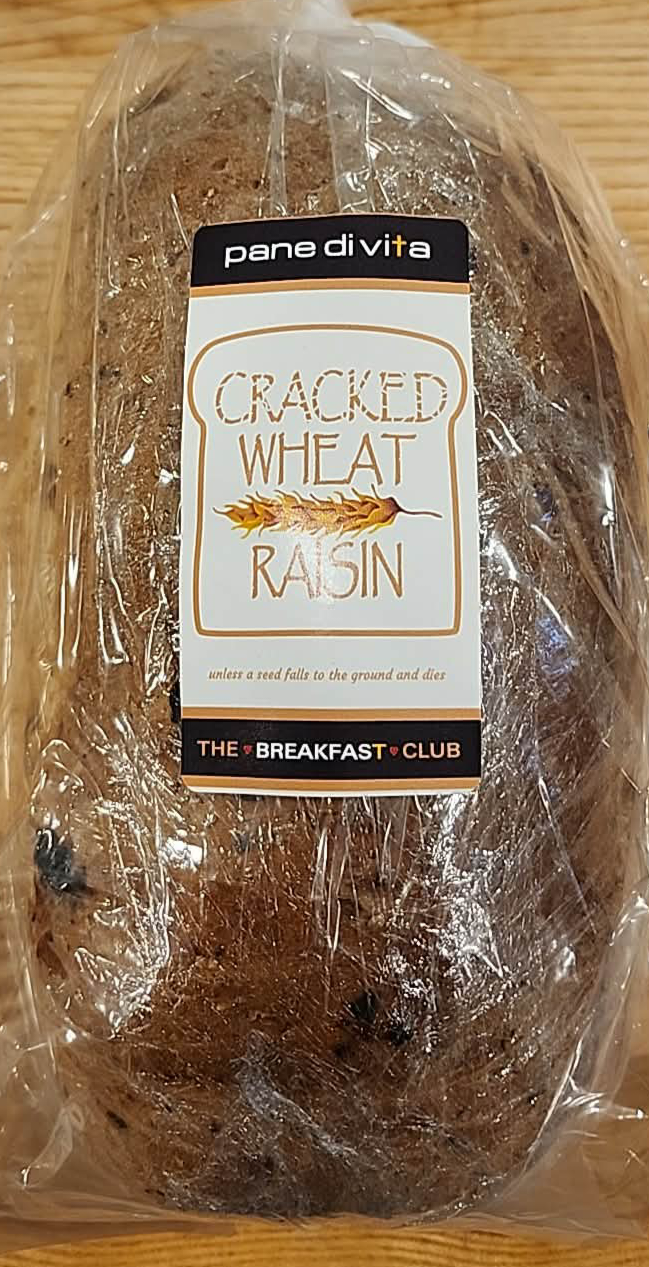 pane di vita
CRACKED
WHEAT
RAISIN
unless a seed falls to the ground and dies
THE BREAKFAST CLUB